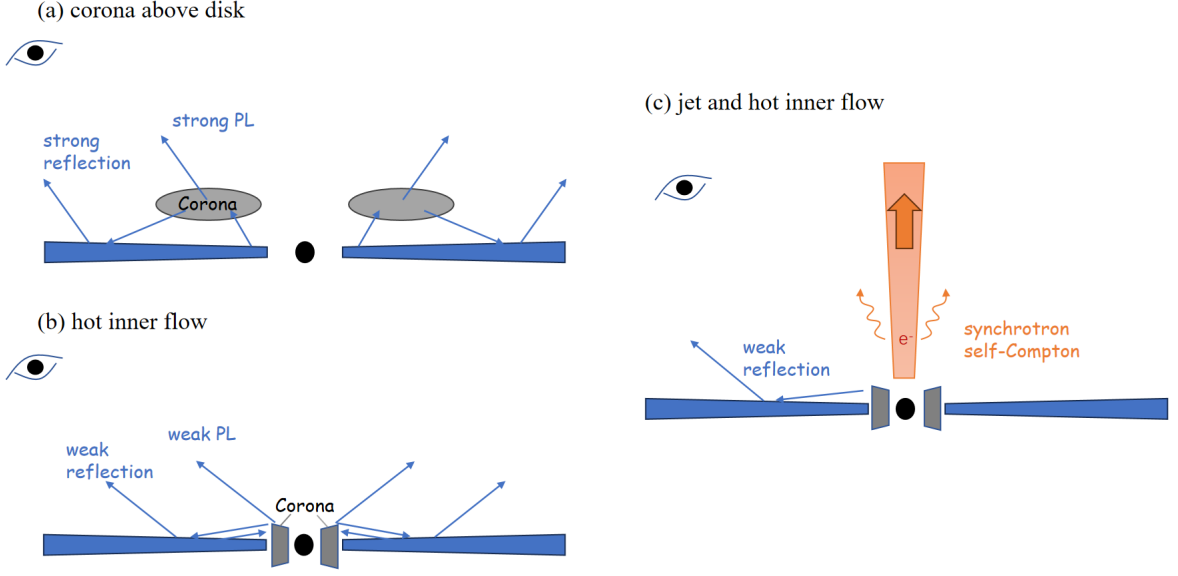 (a) corona above disk
strong PL
strong
reflection
Corona
(b) hot inner flow
weak PL
weak
reflection
Corona
(c) jet and hot inner flow
e-
synchrotron
self-Compton
weak
reflection